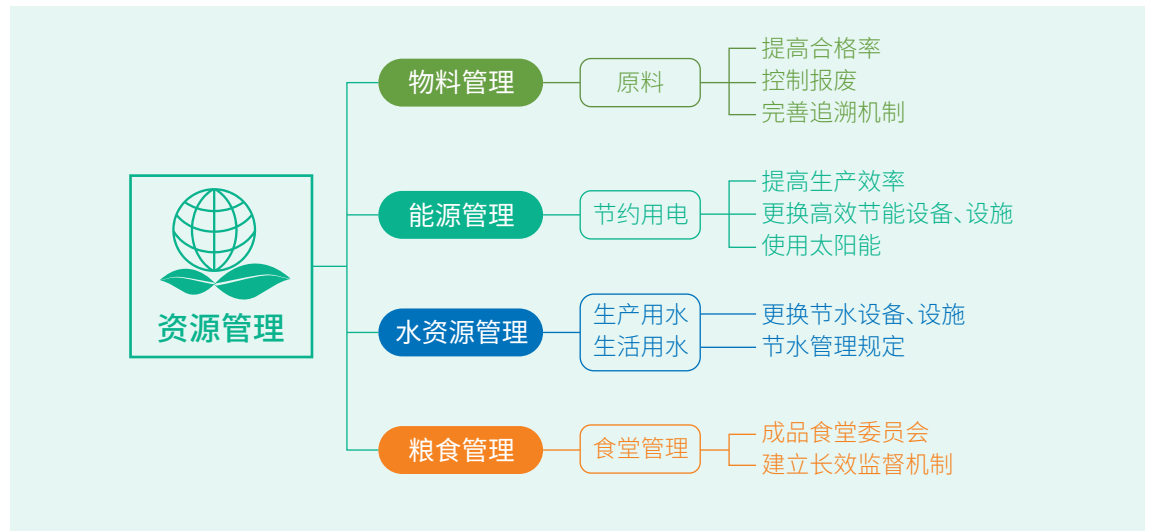 资源管理
物料管理
原料
提高合格率
控制报废
完善追溯机制
能源管理
节约用电
提高生产效率
更换高效节能设备、设施
使用太阳能
水资源管理
生产用水
生活用水
更换节水设备、设施
节水管理规定
粮食管理
食堂管理
成品食堂委员会
建立长效监督机制